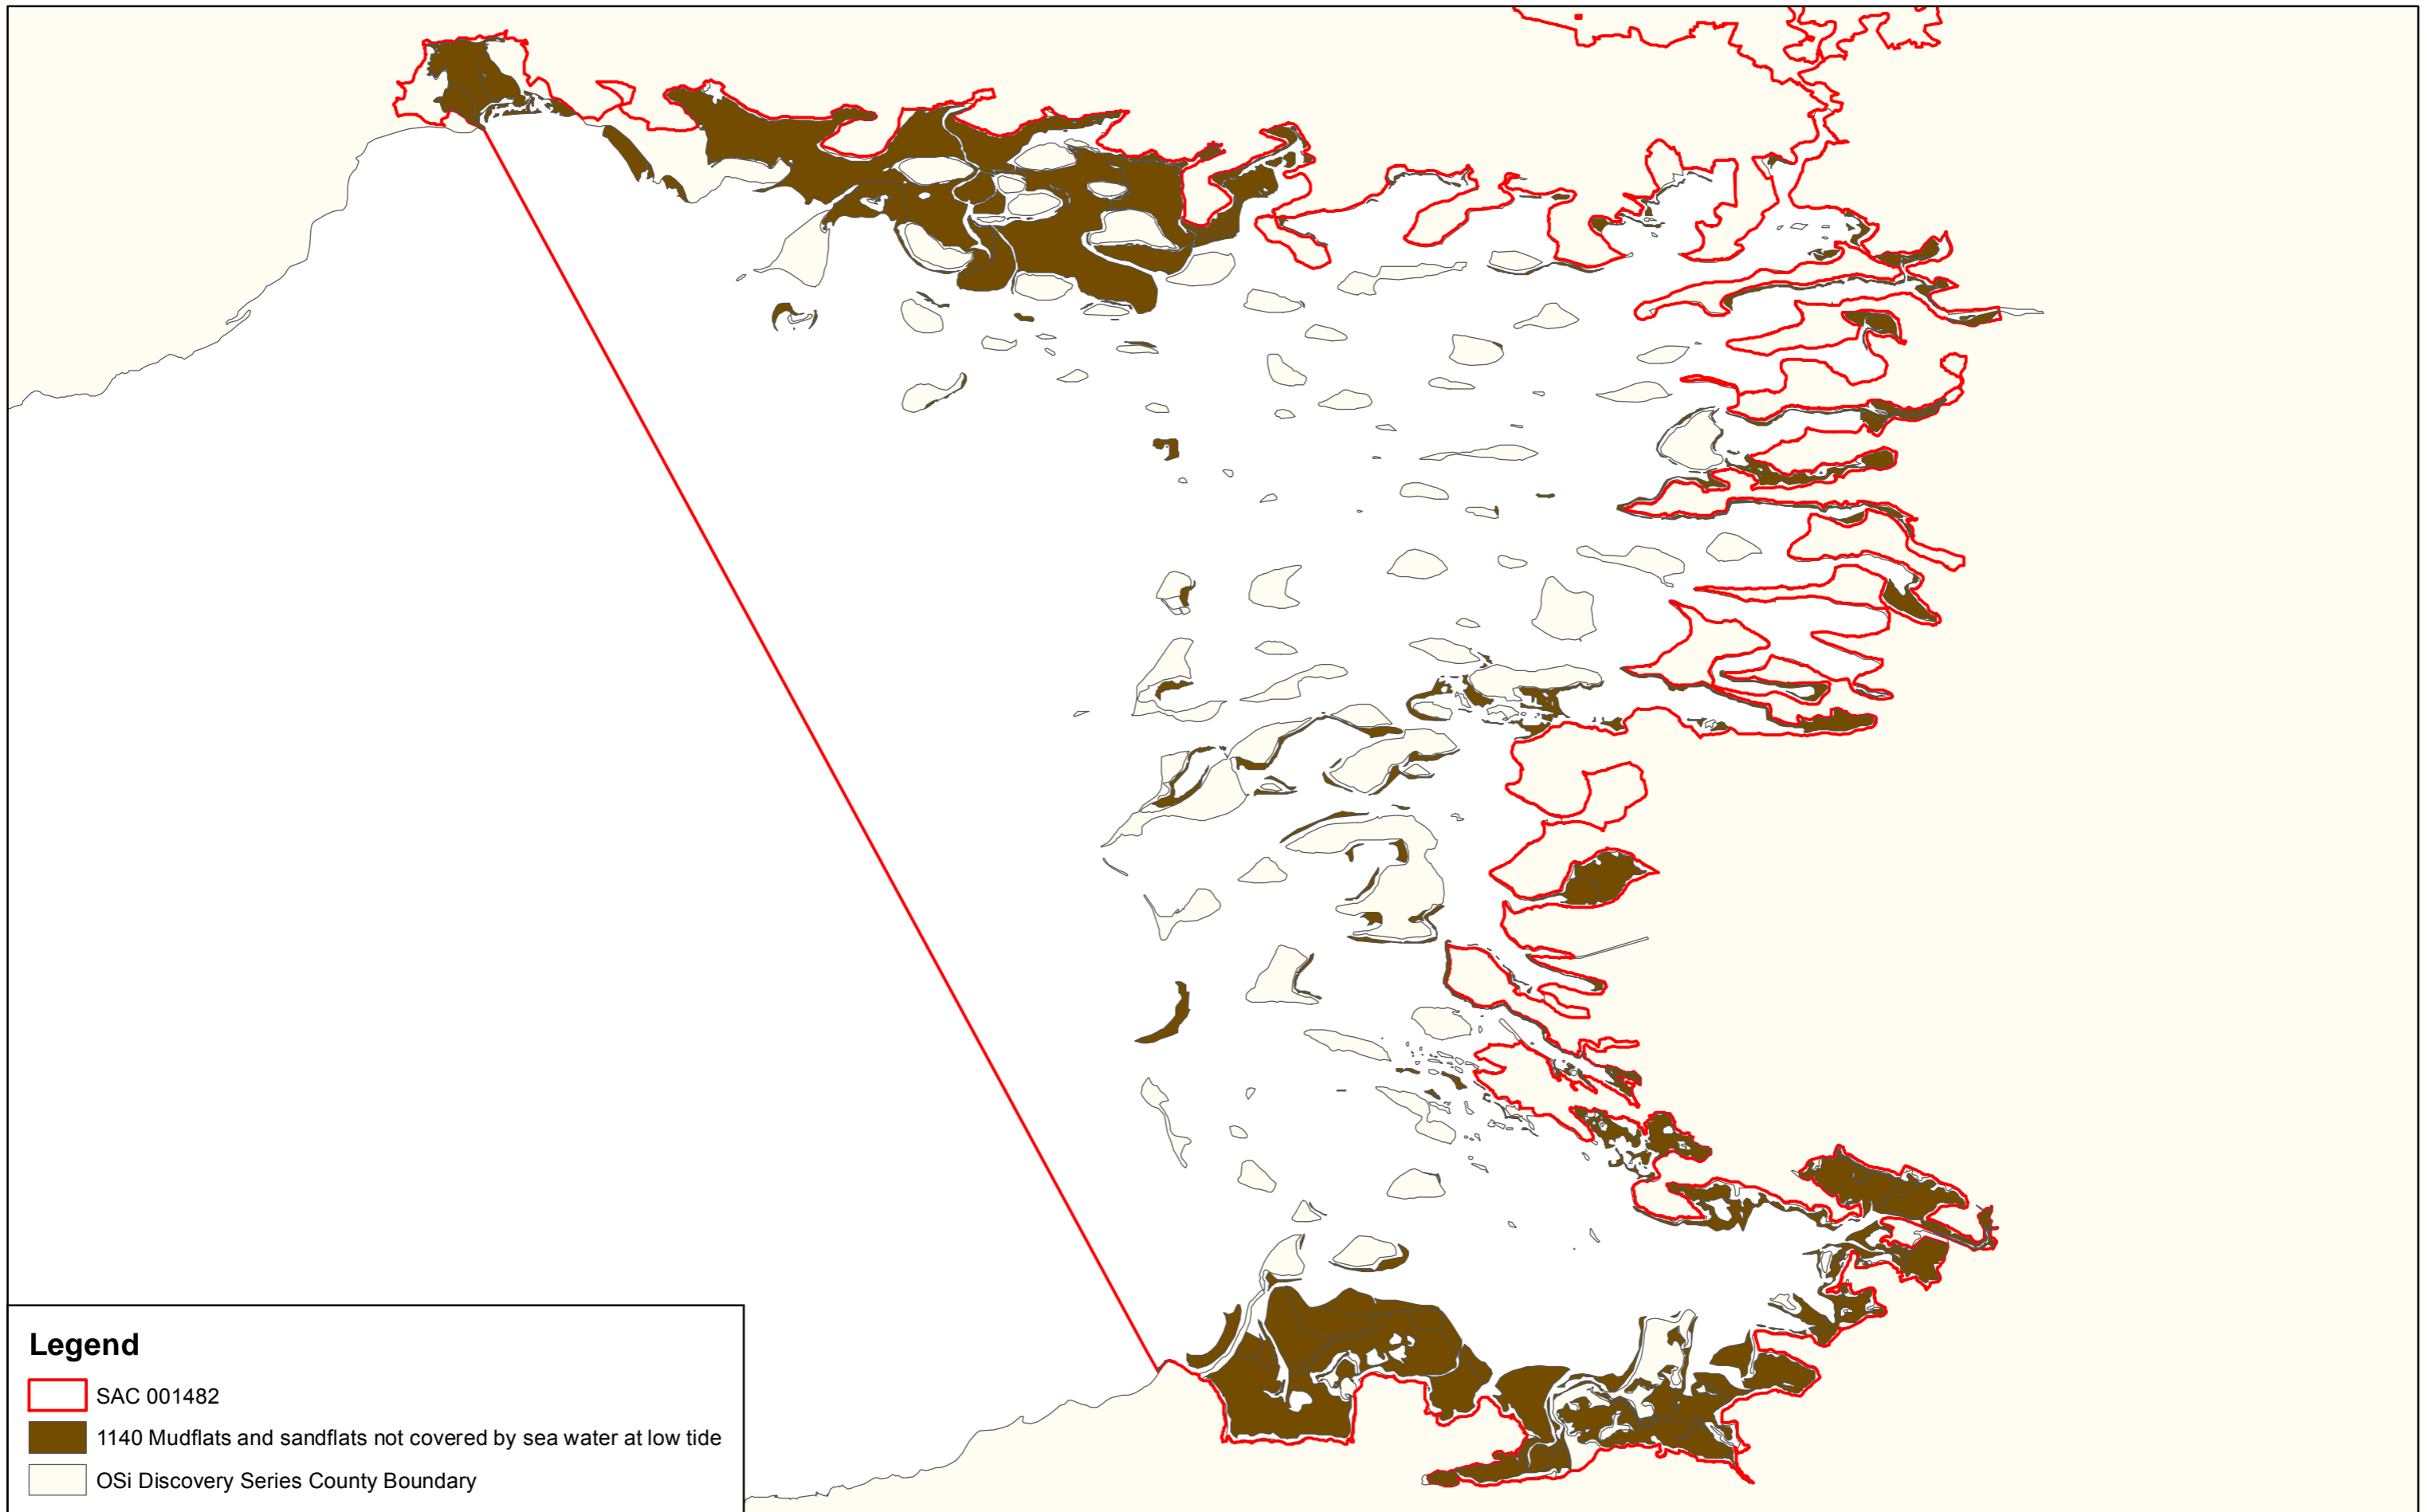 Legend
SAC 001482
1140 Mudflats and sandflats not covered by sea water at low tide
OSi Discovery Series County Boundary